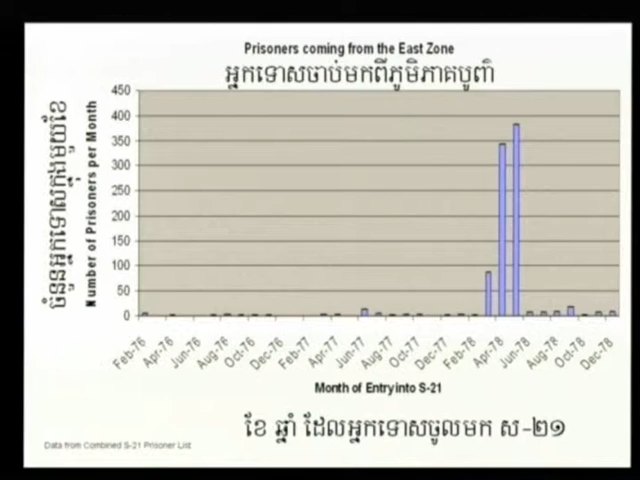 Prisoners coming from the East Zone
អ្នកទោសចាប់មកពីភូមិភាគបូព៌ា
ចំនួនអ្នកទោសក្នុងមួយខែ
Number of Prisoners per Month
450
400
350
300
250
200
150
100
50
0
Feb-76
Apr-76
Jun-76
Aug-76
Oct-76
Dec-76
Feb-77
Apr-77
Jun-77
Aug-77
Oct-77
Dec-77
Feb-78
Apr-78
Jun-78
Aug-78
Oct-78
Dec-78
Month of Entry into S-21
ខែ ឆ្នាំ ដែលអ្នកទោសចូលមក ស-២១
Data from Combined S-21 Prisoner List